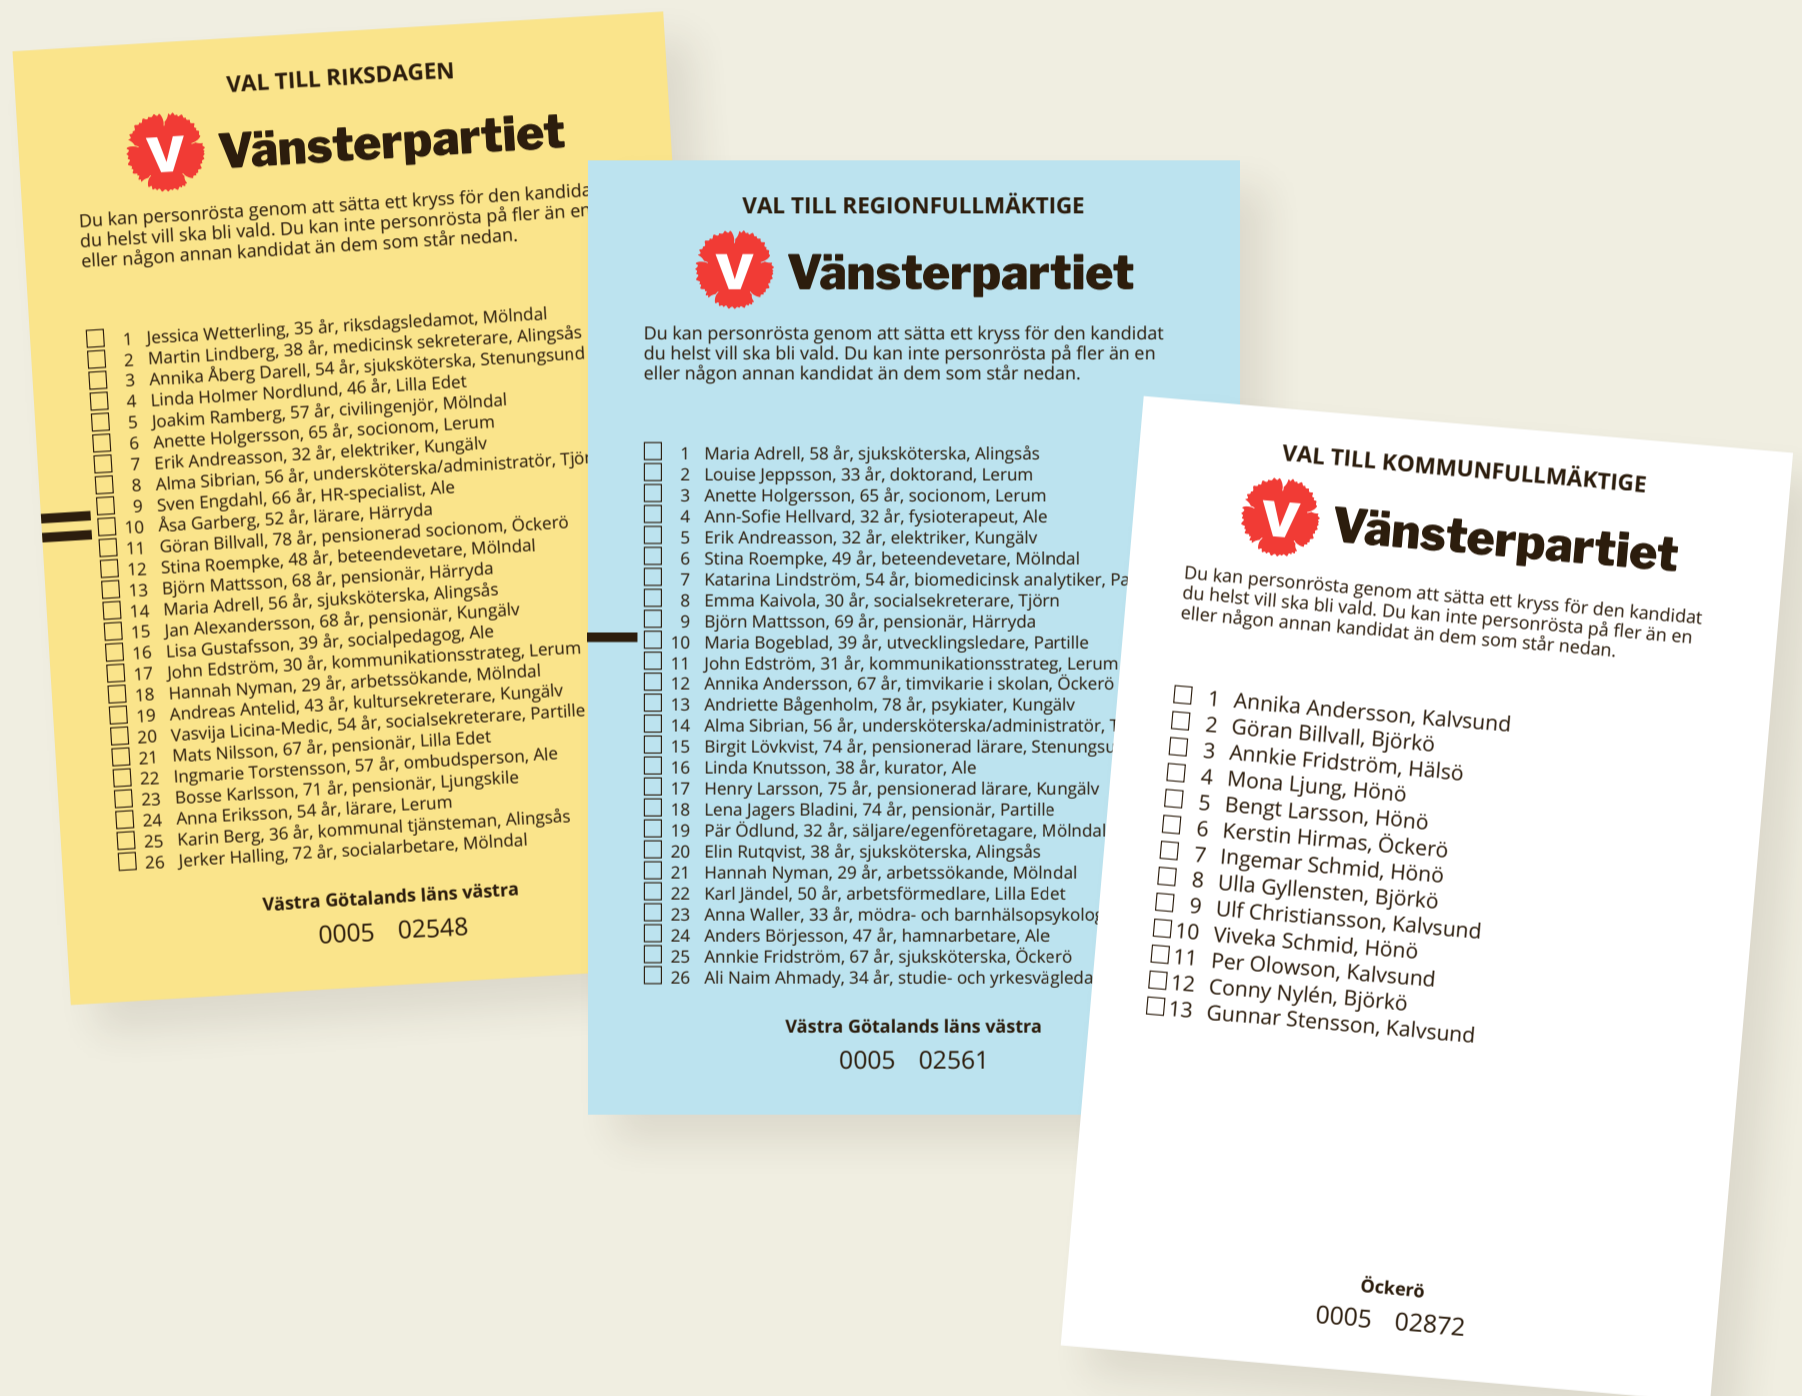 VAL TILL RIKSDAGEN
V Vänsterpartiet
Du kan personrösta genom att sätta ett kryss för den
du helst vill ska bli vald. Du kan inte personrösta på fler än
eller någon annan kandidat än dem som står nedan.
1 Jessica Wetterling, 35 år, riksdagsledamot, Mölndal
2 Martin Lindberg, 38 år, medicinsk sekreterare, Alingsås
3 Annika Åberg Darell, 54 år, sjuksköterska, Stenungsund
4 Linda Holmer Nordlund, 46 år, Lilla Edet
5 Joakim Ramberg, 57 år, civilingenjör, Mölndal
6 Anette Holgersson, 65 år, socionom, Lerum
7 Erik Andreasson, 32 år, elektriker, Kungälv
8 Alma Sibrian, 56 år, undersköterska/administratör,
9 Sven Engdahl, 66 år, HR-specialist, Ale
10 Åsa Garberg, 52 år, lärare, Härryda
11 Göran Billvall, 78 år, pensionerad socionom, Öckerö
12 Stina Roempke, 48 år, beteendevetare, Mölndal
13 Björn Mattsson, 68 år, pensionär, Härryda
14 Maria Adrell, 56 år, sjuksköterska, Alingsås
15 Jan Alexandersson, 68 år, pensionär, Kungälv
16 Lisa Gustafsson, 39 år, socialpedagog, Ale
17 John Edström, 30 år, kommunikationsstrateg, Lerum
18 Hannah Nyman, 29 år, arbetssökande, Mölndal
19 Andreas Antelid, 43 år, kultursekreterare, Kungälv
20 Vasvija Licina-Medic, 54 år, socialsekreterare, Partille
21 Mats Nilsson, 67 år, pensionär, Lilla Edet
22 Ingmarie Torstensson, 57 år, ombudsperson, Ale
23 Bosse Karlsson, 71 år, pensionär, Ljungskile
24 Anna Eriksson, 54 år, lärare, Lerum
25 Karin Berg, 36 år, kommunal tjänsteman, Alingsås
26 Jerker Halling, 72 år, socialarbetare, Mölndal
Västra Götalands läns västra
0005 02548
VAL TILL REGIONFULLMÄKTIGE
V Vänsterpartiet
Du kan personrösta genom att sätta ett kryss för den kandidat
du helst vill ska bli vald. Du kan inte personrösta på fler än en
eller någon annan kandidat än dem som står nedan.
1 Maria Adrell, 58 år, sjuksköterska, Alingsås
2 Louise Jeppsson, 33 år, doktorand, Lerum
3 Anette Holgersson, 65 år, socionom, Lerum
4 Ann-Sofie Hellvard, 32 år, fysioterapeut, Ale
5 Erik Andreasson, 32 år, elektriker, Kungälv
6 Stina Roempke, 49 år, beteendevetare, Mölndal
7 Katarina Lindström, 54 år, biomedicinsk analytiker,
8 Emma Kaivola, 30 år, socialsekreterare, Tjörn
9 Björn Mattsson, 69 år, pensionär, Härryda
10 Maria Bogeblad, 39 år, utvecklingsledare, Partille
11 John Edström, 31 år, kommunikationsstrateg, Lerum
12 Annika Andersson, 67 år, timvikarie i skolan, Öckerö
13 Andriette Bågenholm, 78 år, psykiater, Kungälv
14 Alma Sibrian, 56 år, undersköterska/administratör,
15 Birgit Lövkvist, 74 år, pensionerad lärare,
16 Linda Knutsson, 38 år, kurator, Ale
17 Henry Larsson, 75 år, pensionerad lärare, Kungälv
18 Lena Jagers Bladini, 74 år, pensionär, Partille
19 Pär Ödlund, 32 år, säljare/egenföretagare, Mölndal
20 Elin Rutqvist, 38 år, sjuksköterska, Alingsås
21 Hannah Nyman, 29 år, arbetssökande, Mölndal
22 Karl Jändel, 50 år, arbetsförmedlare, Lilla Edet
23 Anna Waller, 33 år, mödra- och barnhälsopsykolog
24 Anders Börjesson, 47 år, hamnarbetare, Ale
25 Annkie Fridström, 67 år, sjuksköterska, Öckerö
26 Ali Naim Ahmady, 34 år, studie- och
Västra Götalands läns västra
0005 02561
VAL TILL KOMMUNFULLMÄKTIGE
V Vänsterpartiet
Du kan personrösta genom att sätta ett kryss för den kandidat
du helst vill ska bli vald. Du kan inte personrösta på fler än en
eller någon annan kandidat än dem som står nedan.
1 Annika Andersson, Kalvsund
2 Göran Billvall, Björkö
3 Annkie Fridström, Hälsö
4 Mona Ljung, Hönö
5 Bengt Larsson, Hönö
6 Kerstin Hirmas, Öckerö
7 Ingemar Schmid, Hönö
8 Ulla Gyllensten, Björkö
9 Ulf Christiansson, Kalvsund
10 Viveka Schmid, Hönö
11 Per Olowson, Kalvsund
12 Conny Nylén, Björkö
13 Gunnar Stensson, Kalvsund
Öckerö
0005 02872